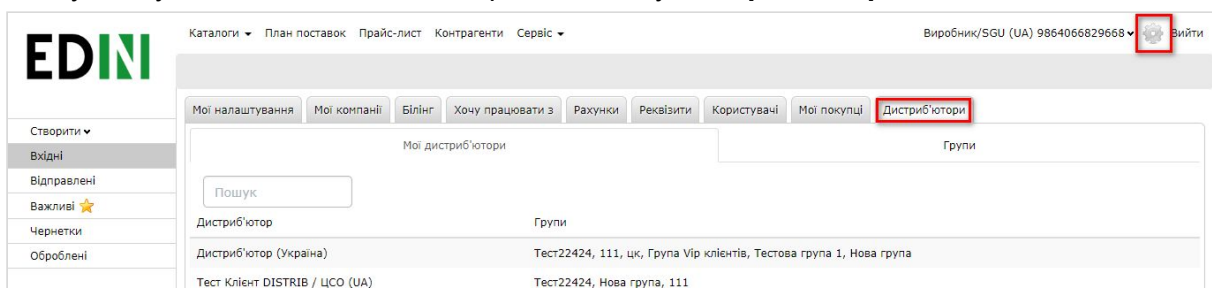 Каталоги План поставок Прайс-лист Контрагенти Сервіс Виробник/SGU (UA) 9864066829668 Вийти
EDIN
Мої налаштування Мої компанії Білінг Хочу працювати з Рахунки Реквізити Користувачі Мої покупці Дистриб'ютори
Створити
Вхідні
Відправлені
Важливі
Чернетки
Оброблені
Мої дистриб'ютори Групи
Пошук
Дистриб'ютор Групи
Дистриб'ютор (Україна) Тест22424, 111, цк, Група Vip клієнтів, Тестова група 1, Нова група
Тест Клієнт DISTRIB / ЦСО (UA) Тест22424, Нова група, 111